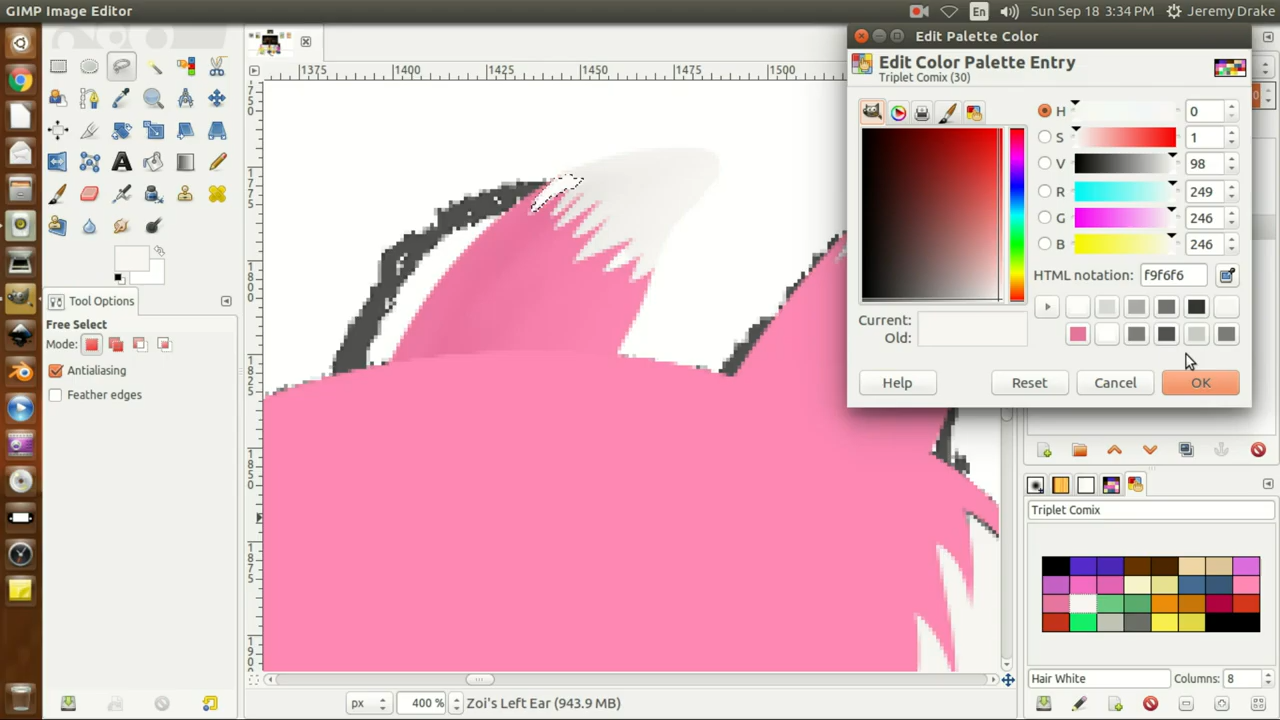 GIMP Image Editor
En
Sun Sep 18 3:34 PM
Jeremy Drake
Edit Palette Color
Edit Color Palette Entry
Triplet Comix (30)
1375 1400 1425 1450 1475 1500
H 0
S 1
V 98
R 249
G 246
B 246
HTML notation: f9f6f6
Current:
Old:
Help Reset Cancel OK
Tool Options
Free Select
Mode:
Antialiasing
Feather edges
Triplet Comix
Hair White
Columns: 8
px 400 % Zoi's Left Ear (943.9 MB)